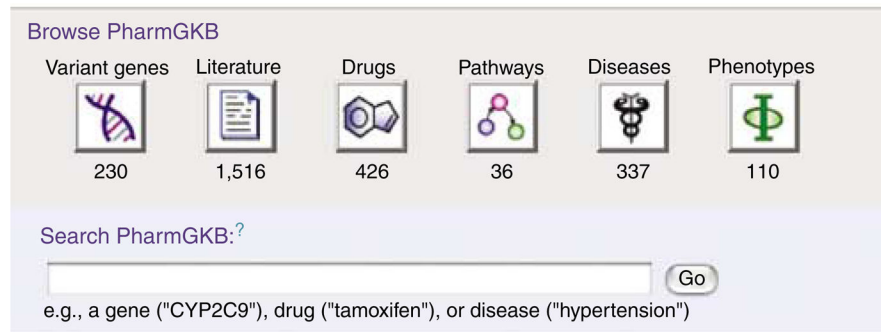 Browse PharmGKB
Variant genes Literature Drugs Pathways Diseases Phenotypes
230 1,516 426 36 337 110
Search PharmGKB:?
Go
e.g., a gene ("CYP2C9"), drug ("tamoxifen"), or disease ("hypertension")